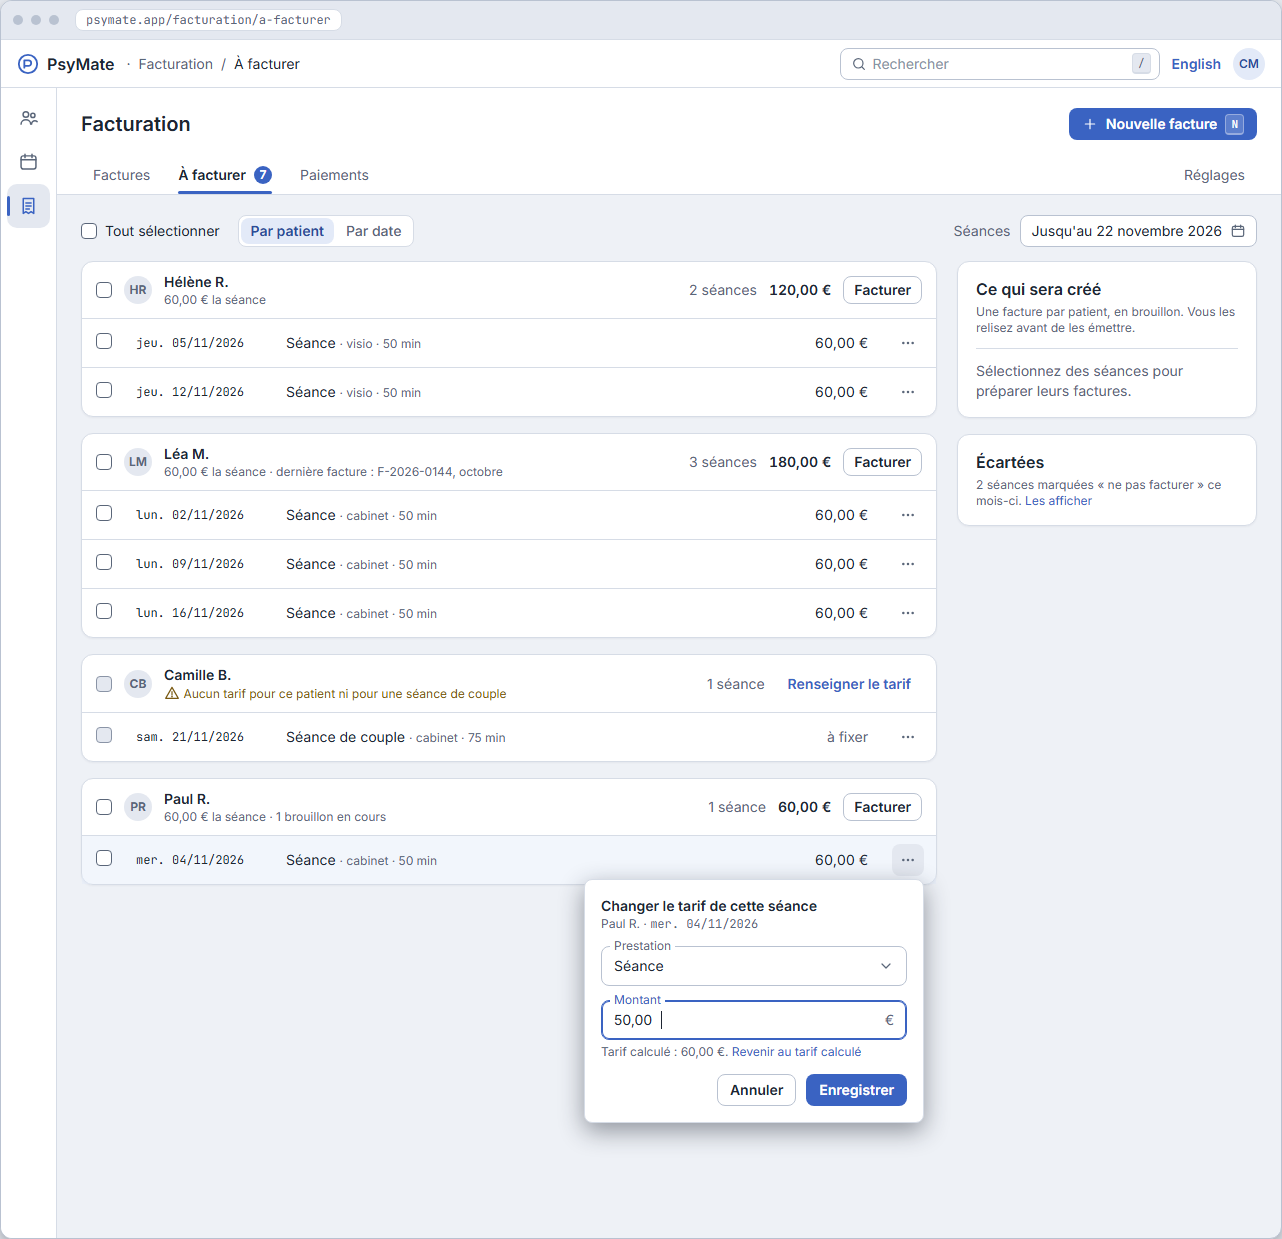 psymate.app/facturation/a-facturer
PsyMate · Facturation / À facturer
Rechercher /
English
CM
Facturation
+ Nouvelle facture N
Factures
À facturer 7
Paiements
Réglages
Tout sélectionner
Par patient
Par date
Séances
Jusqu'au 22 novembre 2026
HR
Hélène R.
60,00 € la séance
2 séances
120,00 €
Facturer
jeu. 05/11/2026
Séance · visio · 50 min
60,00 €
jeu. 12/11/2026
Séance · visio · 50 min
60,00 €
LM
Léa M.
60,00 € la séance · dernière facture : F-2026-0144, octobre
3 séances
180,00 €
Facturer
lun. 02/11/2026
Séance · cabinet · 50 min
60,00 €
lun. 09/11/2026
Séance · cabinet · 50 min
60,00 €
lun. 16/11/2026
Séance · cabinet · 50 min
60,00 €
CB
Camille B.
Aucun tarif pour ce patient ni pour une séance de couple
1 séance
Renseigner le tarif
sam. 21/11/2026
Séance de couple · cabinet · 75 min
à fixer
PR
Paul R.
60,00 € la séance · 1 brouillon en cours
1 séance
60,00 €
Facturer
mer. 04/11/2026
Séance · cabinet · 50 min
60,00 €
Changer le tarif de cette séance
Paul R. · mer. 04/11/2026
Prestation
Séance
Montant
50,00
€
Tarif calculé : 60,00 €. Revenir au tarif calculé
Annuler
Enregistrer
Ce qui sera créé
Une facture par patient, en brouillon. Vous les
relisez avant de les émettre.
Sélectionnez des séances pour
préparer leurs factures.
Écartées
2 séances marquées « ne pas facturer » ce
mois-ci. Les afficher